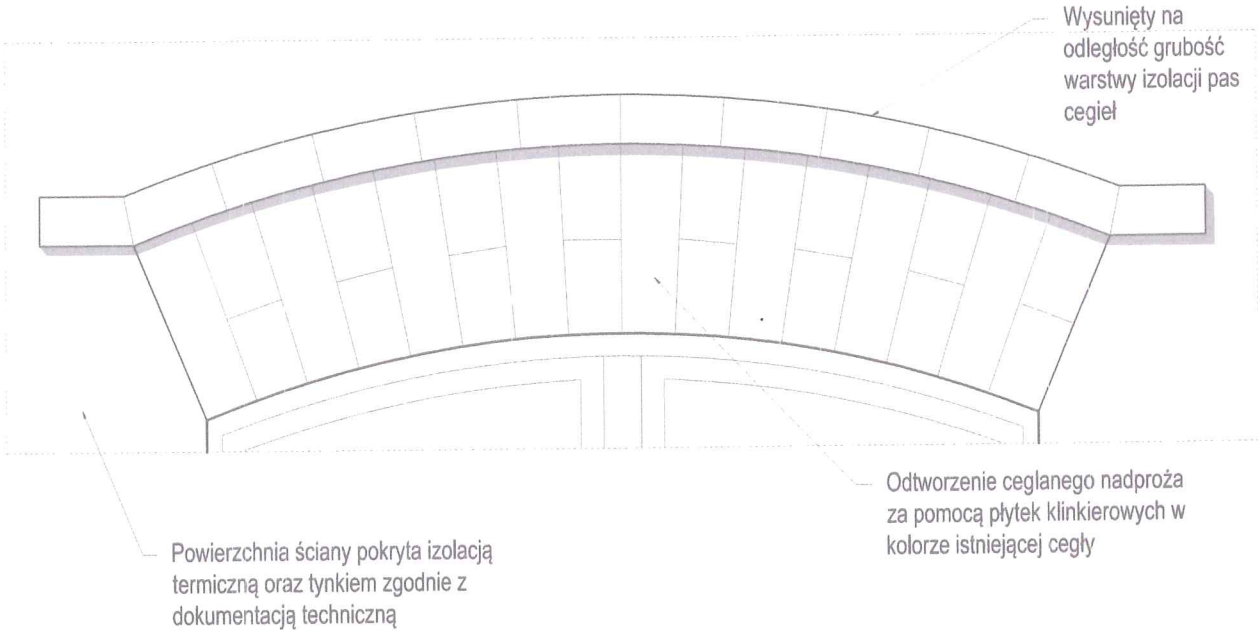 Wysunięty na
odległość grubość
warstwy izolacji pas
cegieł
Odtworzenie ceglanego nadproża
za pomocą płytek klinkierowych w
kolorze istniejącej cegły
Powierzchnia ściany pokryta izolacją
termiczną oraz tynkiem zgodnie z
dokumentacją techniczną